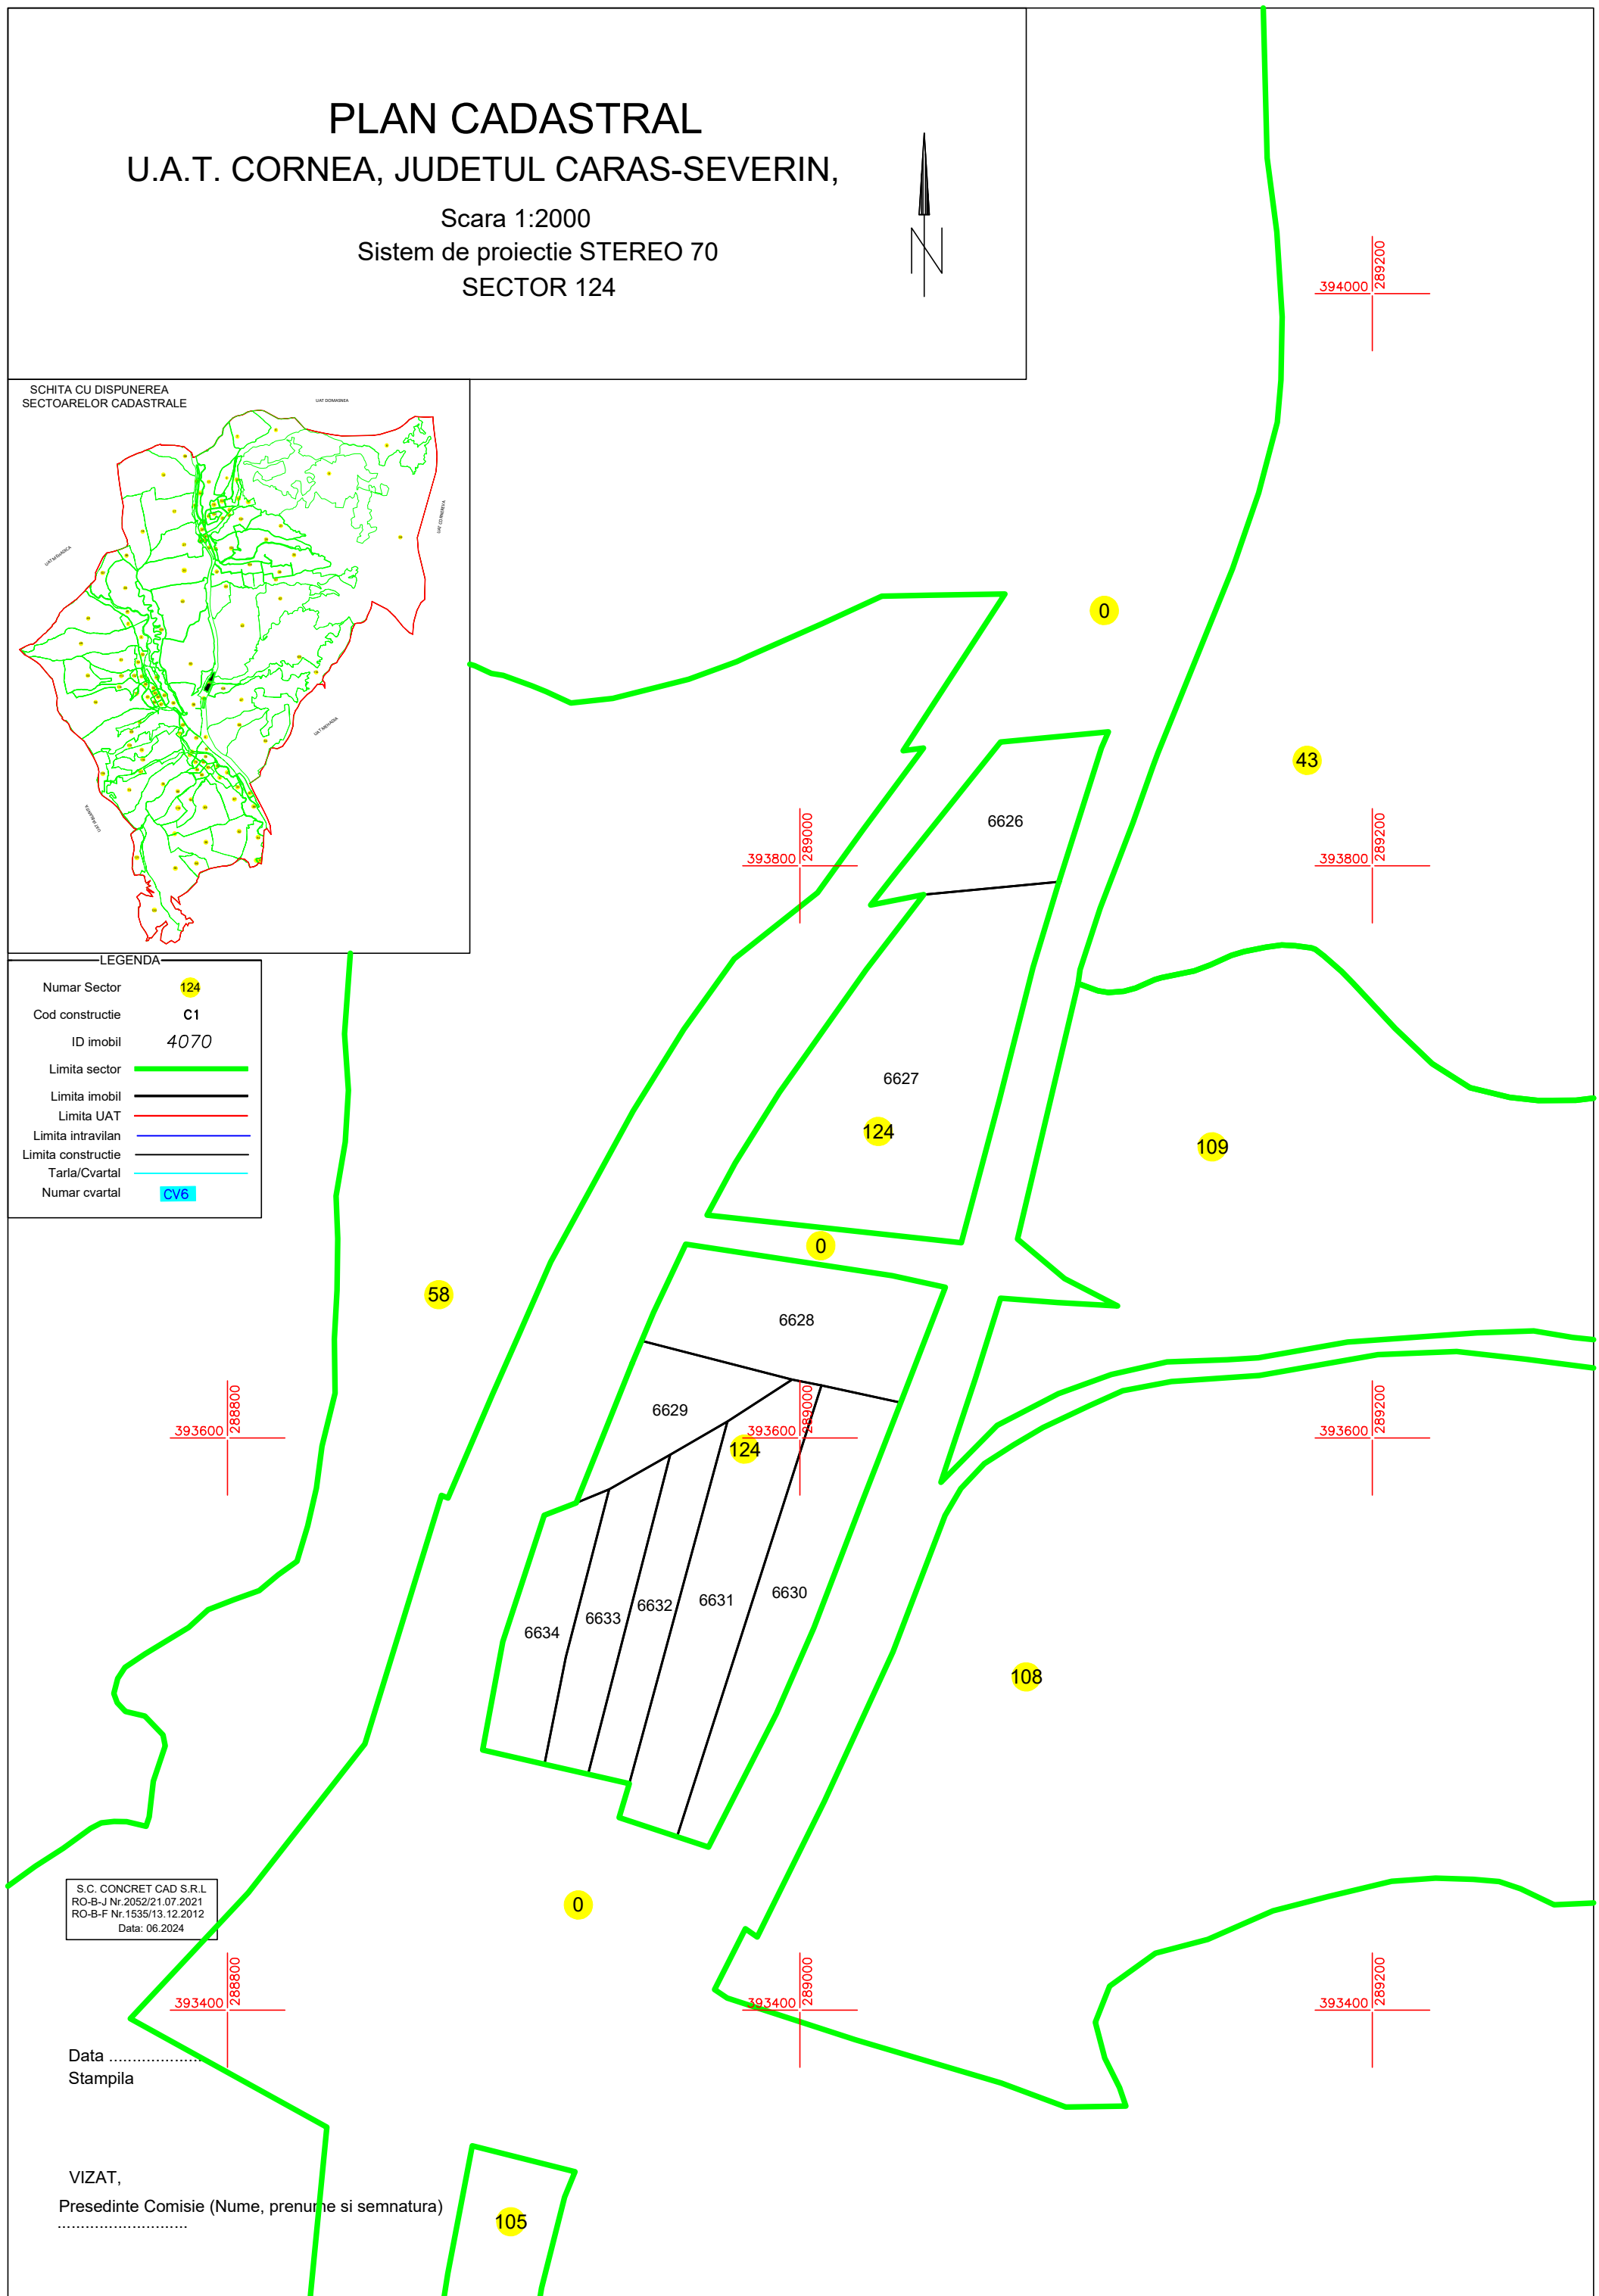 PLAN CADASTRAL
U.A.T. CORNEA, JUDETUL CARAS-SEVERIN,
Scara 1:2000
Sistem de proiectie STEREO 70
SECTOR 124
N
394000
289200
SCHITA CU DISPUNEREA
SECTOARELOR CADASTRALE
UAT DOMASNEA
UAT CORNEREVA
0
43
6626
393800
289000
393800
289200
LEGENDA
Numar Sector 124
Cod constructie C1
ID imobil 4070
Limita sector
Limita imobil
Limita UAT
Limita intravilan
Limita constructie
Tarla/Cvartal
Numar cvartal CV6
6627
124
109
0
58
6628
6629
393600
288800
393600
289000
393600
289200
124
6630
6631
6632
6633
6634
108
S.C. CONCRET CAD S.R.L
RO-B-J Nr.2052/21.07.2021
RO-B-F Nr.1535/13.12.2012
Data: 06.2024
0
393400
288800
393400
289000
393400
289200
Data ....................
Stampila
VIZAT,
Presedinte Comisie (Nume, prenume si semnatura)
............................
105